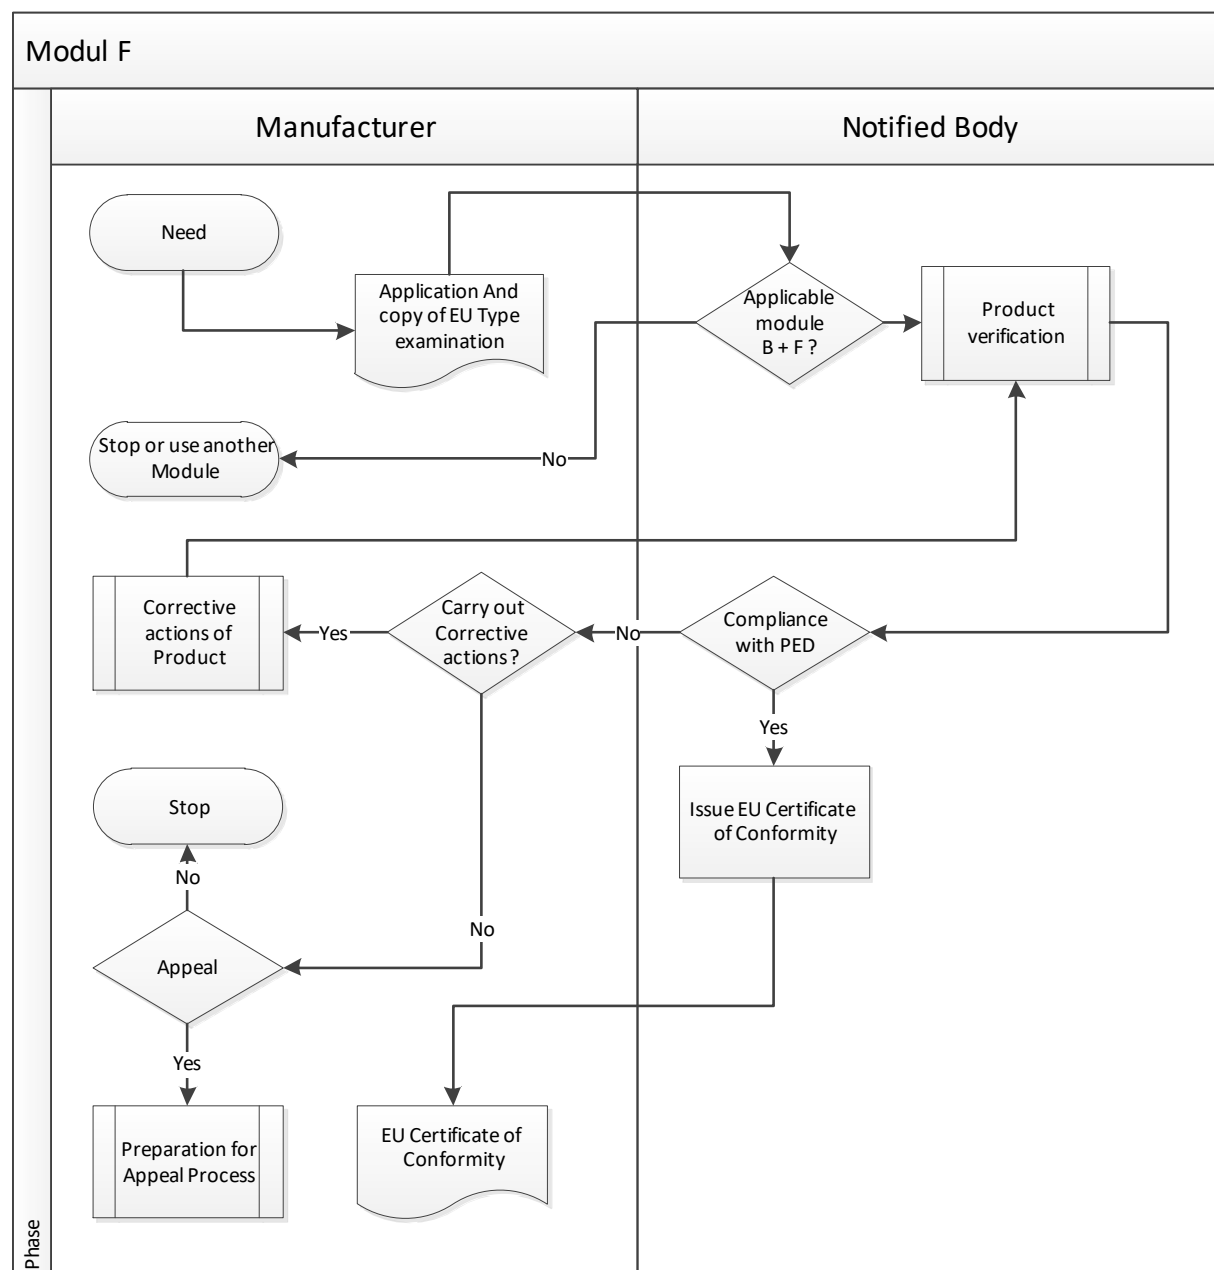 Modul F
Manufacturer
Notified Body
Need
Application And
copy of EU Type
examination
Applicable
module
B + F ?
Product
verification
Stop or use another
Module
No
Corrective
actions of
Product
Yes
Carry out
Corrective
actions?
No
Compliance
with PED
Yes
Stop
Issue EU Certificate
of Conformity
No
No
Appeal
Yes
Preparation for
Appeal Process
EU Certificate of
Conformity
Phase